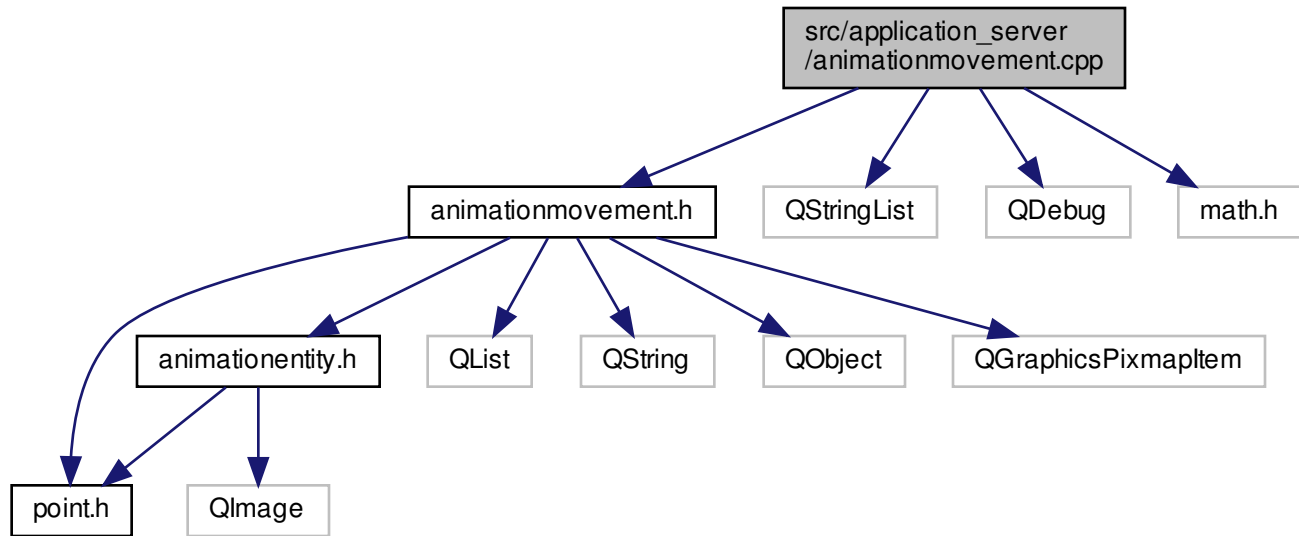 src/application_server
/animationmovement.cpp
animationmovement.h
QStringList
QDebug
math.h
animationentity.h
QList
QString
QObject
QGraphicsPixmapItem
point.h
QImage